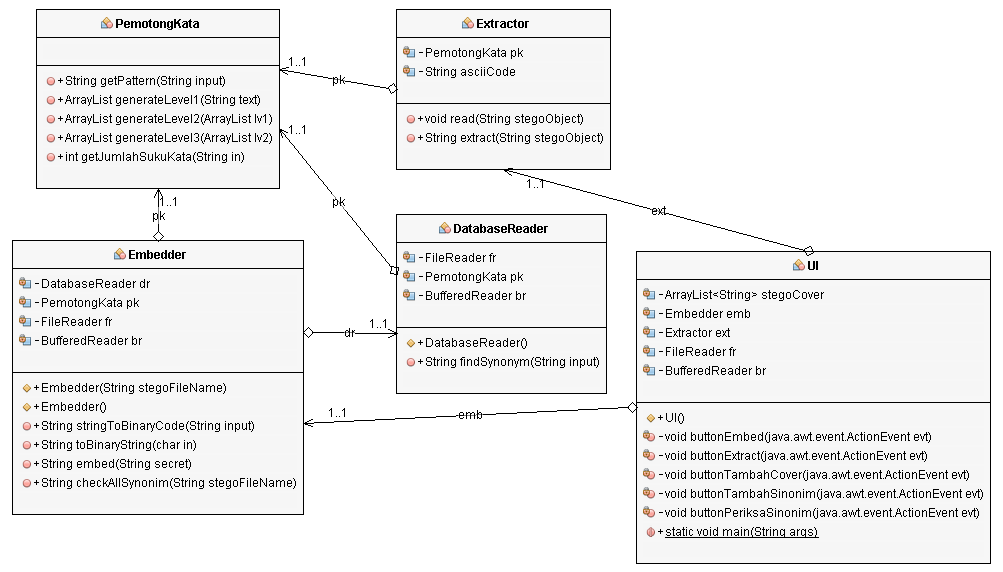 PemotongKata
+ String getPattern(String input)
+ ArrayList generateLevel1(String text)
+ ArrayList generateLevel2(ArrayList lv1)
+ ArrayList generateLevel3(ArrayList lv2)
+ int getJumlahSukuKata(String in)
Extractor
- PemotongKata pk
- String asciiCode
+ void read(String stegoObject)
+ String extract(String stegoObject)
1..1
pk
1..1
pk
1..1
pk
1..1
ext
DatabaseReader
- FileReader fr
- PemotongKata pk
- BufferedReader br
+ DatabaseReader()
+ String findSynonym(String input)
Embedder
- DatabaseReader dr
- PemotongKata pk
- FileReader fr
- BufferedReader br
+ Embedder(String stegoFileName)
+ Embedder()
+ String stringToBinaryCode(String input)
+ String toBinaryString(char in)
+ String embed(String secret)
+ String checkAllSynonim(String stegoFileName)
dr
1..1
1..1
emb
UI
- ArrayList<String> stegoCover
- Embedder emb
- Extractor ext
- FileReader fr
- BufferedReader br
+ UI()
- void buttonEmbed(java.awt.event.ActionEvent evt)
- void buttonExtract(java.awt.event.ActionEvent evt)
- void buttonTambahCover(java.awt.event.ActionEvent evt)
- void buttonTambahSinonim(java.awt.event.ActionEvent evt)
- void buttonPeriksaSinonim(java.awt.event.ActionEvent evt)
+ static void main(String args)